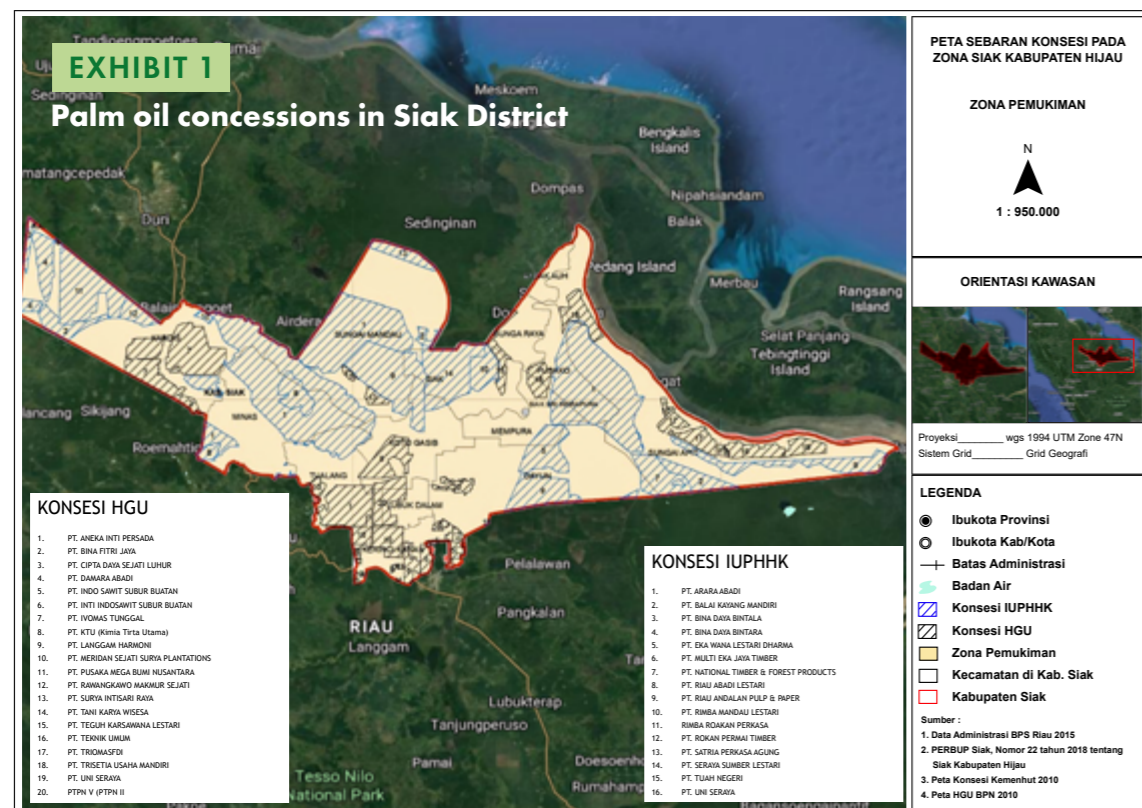 EXHIBIT 1
Palm oil concessions in Siak District
Meskoem
Bengkalis
Island
Dompas
Nipahsiandam
Balak
Sedinginan
matangcepedak
Duri
Sedinginan
Pedang Island
Merbau
Rangsang
Island
Selat Panjang
Tebingtinggi
Island
Airdera
SUNGAI MANDAU
KAB. SIAK
MINAS
SIAK
PUSAKO
MEMPURA
KOTO GASIB
TUALANG
DAYUN
SUNGAI APIT
Sikijang
Pelalawan
Pangkalan
RIAU
Langgam
Lubukterap
Tanjungperuso
Pamai
Tesso Nilo
National Park
KONSESI HGU
1. PT. ANEKA INTI PERSADA
2. PT. BINA FITRI JAYA
3. PT. CIPTA DAYA SEJATI LUHUR
4. PT. DAMARA ABADI
5. PT. INDO SAWIT SUBUR BUATAN
6. PT. INTI INDOSAWIT SUBUR BUATAN
7. PT. IVOMAS TUNGGAL
8. PT. KTU (Kimia Tirta Utama)
9. PT. LANGGAM HARMONI
10. PT. MERIDAN SEJATI SURYA PLANTATIONS
11. PT. PUSAKA MEGA BUMI NUSANTARA
12. PT. RAWANGKAWO MAKMUR SEJATI
13. PT. SURYA INTISARI RAYA
14. PT. TANI KARYA WISESA
15. PT. TEGUH KARSAWANA LESTARI
16. PT. TEKNIK UMUM
17. PT. TRIOMASFDI
18. PT. TRISETIA USAHA MANDIRI
19. PT. UNI SERAYA
20. PTPN V (PTPN II
KONSESI IUPHHK
1. PT. ARARA ABADI
2. PT. BALAI KAYANG MANDIRI
3. PT. BINA DAYA BINTALA
4. PT. BINA DAYA BINTARA
5. PT. EKA WANA LESTARI DHARMA
6. PT. MULTI EKA JAYA TIMBER
7. PT. NATIONAL TIMBER & FOREST PRODUCTS
8. PT. RIAU ABADI LESTARI
9. PT. RIAU ANDALAN PULP & PAPER
10. PT. RIMBA MANDAU LESTARI
11. RIMBA ROAKAN PERKASA
12. PT. ROKAN PERMAI TIMBER
13. PT. SATRIA PERKASA AGUNG
14. PT. SERAYA SUMBER LESTARI
15. PT. TUAH NEGERI
16. PT. UNI SERAYA
PETA SEBARAN KONSESI PADA
ZONA SIAK KABUPATEN HIJAU
ZONA PEMUKIMAN
N
1 : 950.000
ORIENTASI KAWASAN
Proyeksi________ wgs 1994 UTM Zone 47N
Sistem Grid_________ Grid Geografi
LEGENDA
Ibukota Provinsi
Ibukota Kab/Kota
Batas Administrasi
Badan Air
Konsesi IUPHHK
Konsesi HGU
Zona Pemukiman
Kecamatan di Kab. Siak
Kabupaten Siak
Sumber :
1. Data Administrasi BPS Riau 2015
2. PERBUP Siak, Nomor 22 tahun 2018 tentang
Siak Kabupaten Hijau
3. Peta Konsesi Kemenhut 2010
4. Peta HGU BPN 2010